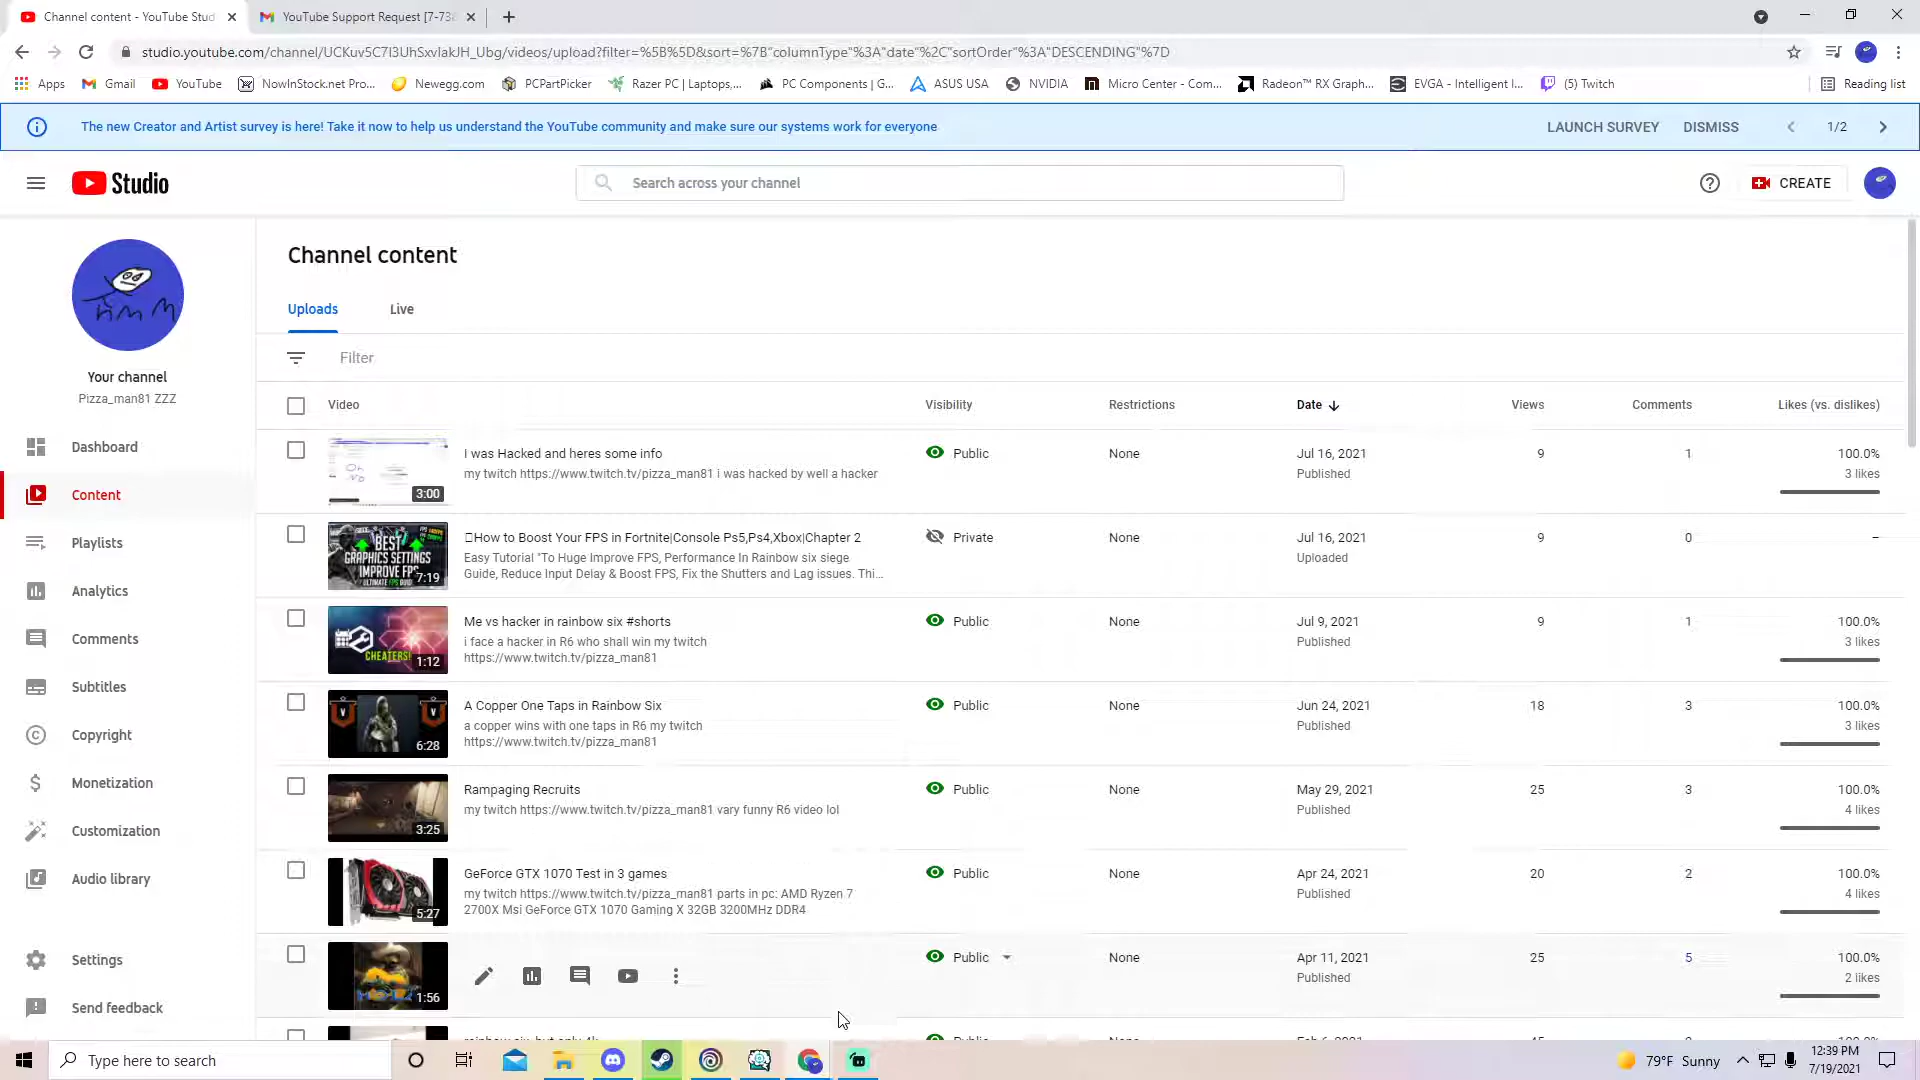 Channel content - YouTube Stud
YouTube Support Request [7-738
studio.youtube.com/channel/UCKuv5C7I3UhSxvlakJH_Ubg/videos/upload?filter=%5B%5D&sort=%7B"columnType"%3A"date"%2C"sortOrder"%3A"DESCENDING"%7D
Apps
Gmail
YouTube
NowInStock.net Pro...
Newegg.com
PCPartPicker
Razer PC | Laptops,...
PC Components | G...
ASUS USA
NVIDIA
Micro Center - Com...
Radeon™ RX Graph...
EVGA - Intelligent I...
(5) Twitch
Reading list
The new Creator and Artist survey is here! Take it now to help us understand the YouTube community and make sure our systems work for everyone
LAUNCH SURVEY
DISMISS
1/2
Studio
Search across your channel
CREATE
Your channel
Pizza_man81 ZZZ
Dashboard
Content
Playlists
Analytics
Comments
Subtitles
Copyright
Monetization
Customization
Audio library
Settings
Send feedback
Channel content
Uploads
Live
Filter
Video
Visibility
Restrictions
Date
Views
Comments
Likes (vs. dislikes)
3:00
I was Hacked and heres some info
my twitch https://www.twitch.tv/pizza_man81 i was hacked by well a hacker
Public
None
Jul 16, 2021
Published
9
1
100.0%
3 likes
BEST
GRAPHICS SETTINGS
IMPROVE FPS
7:19
How to Boost Your FPS in Fortnite|Console Ps5,Ps4,Xbox|Chapter 2
Easy Tutorial "To Huge Improve FPS, Performance In Rainbow six siege
Guide, Reduce Input Delay & Boost FPS, Fix the Shutters and Lag issues. Thi...
Private
None
Jul 16, 2021
Uploaded
9
0
–
CHEATERS!
1:12
Me vs hacker in rainbow six #shorts
i face a hacker in R6 who shall win my twitch
https://www.twitch.tv/pizza_man81
Public
None
Jul 9, 2021
Published
9
1
100.0%
3 likes
6:28
A Copper One Taps in Rainbow Six
a copper wins with one taps in R6 my twitch
https://www.twitch.tv/pizza_man81
Public
None
Jun 24, 2021
Published
18
3
100.0%
3 likes
3:25
Rampaging Recruits
my twitch https://www.twitch.tv/pizza_man81 vary funny R6 video lol
Public
None
May 29, 2021
Published
25
3
100.0%
4 likes
5:27
GeForce GTX 1070 Test in 3 games
my twitch https://www.twitch.tv/pizza_man81 parts in pc: AMD Ryzen 7
2700X Msi GeForce GTX 1070 Gaming X 32GB 3200MHz DDR4
Public
None
Apr 24, 2021
Published
20
2
100.0%
4 likes
1:56
Public
None
Apr 11, 2021
Published
25
5
100.0%
2 likes
Type here to search
79°F Sunny
12:39 PM
7/19/2021